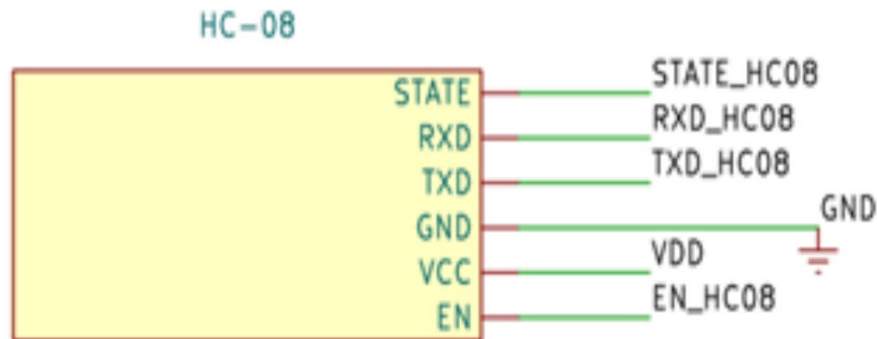 HC-08
STATE STATE_HC08
RXD RXD_HC08
TXD TXD_HC08
GND GND
VCC VDD
EN EN_HC08